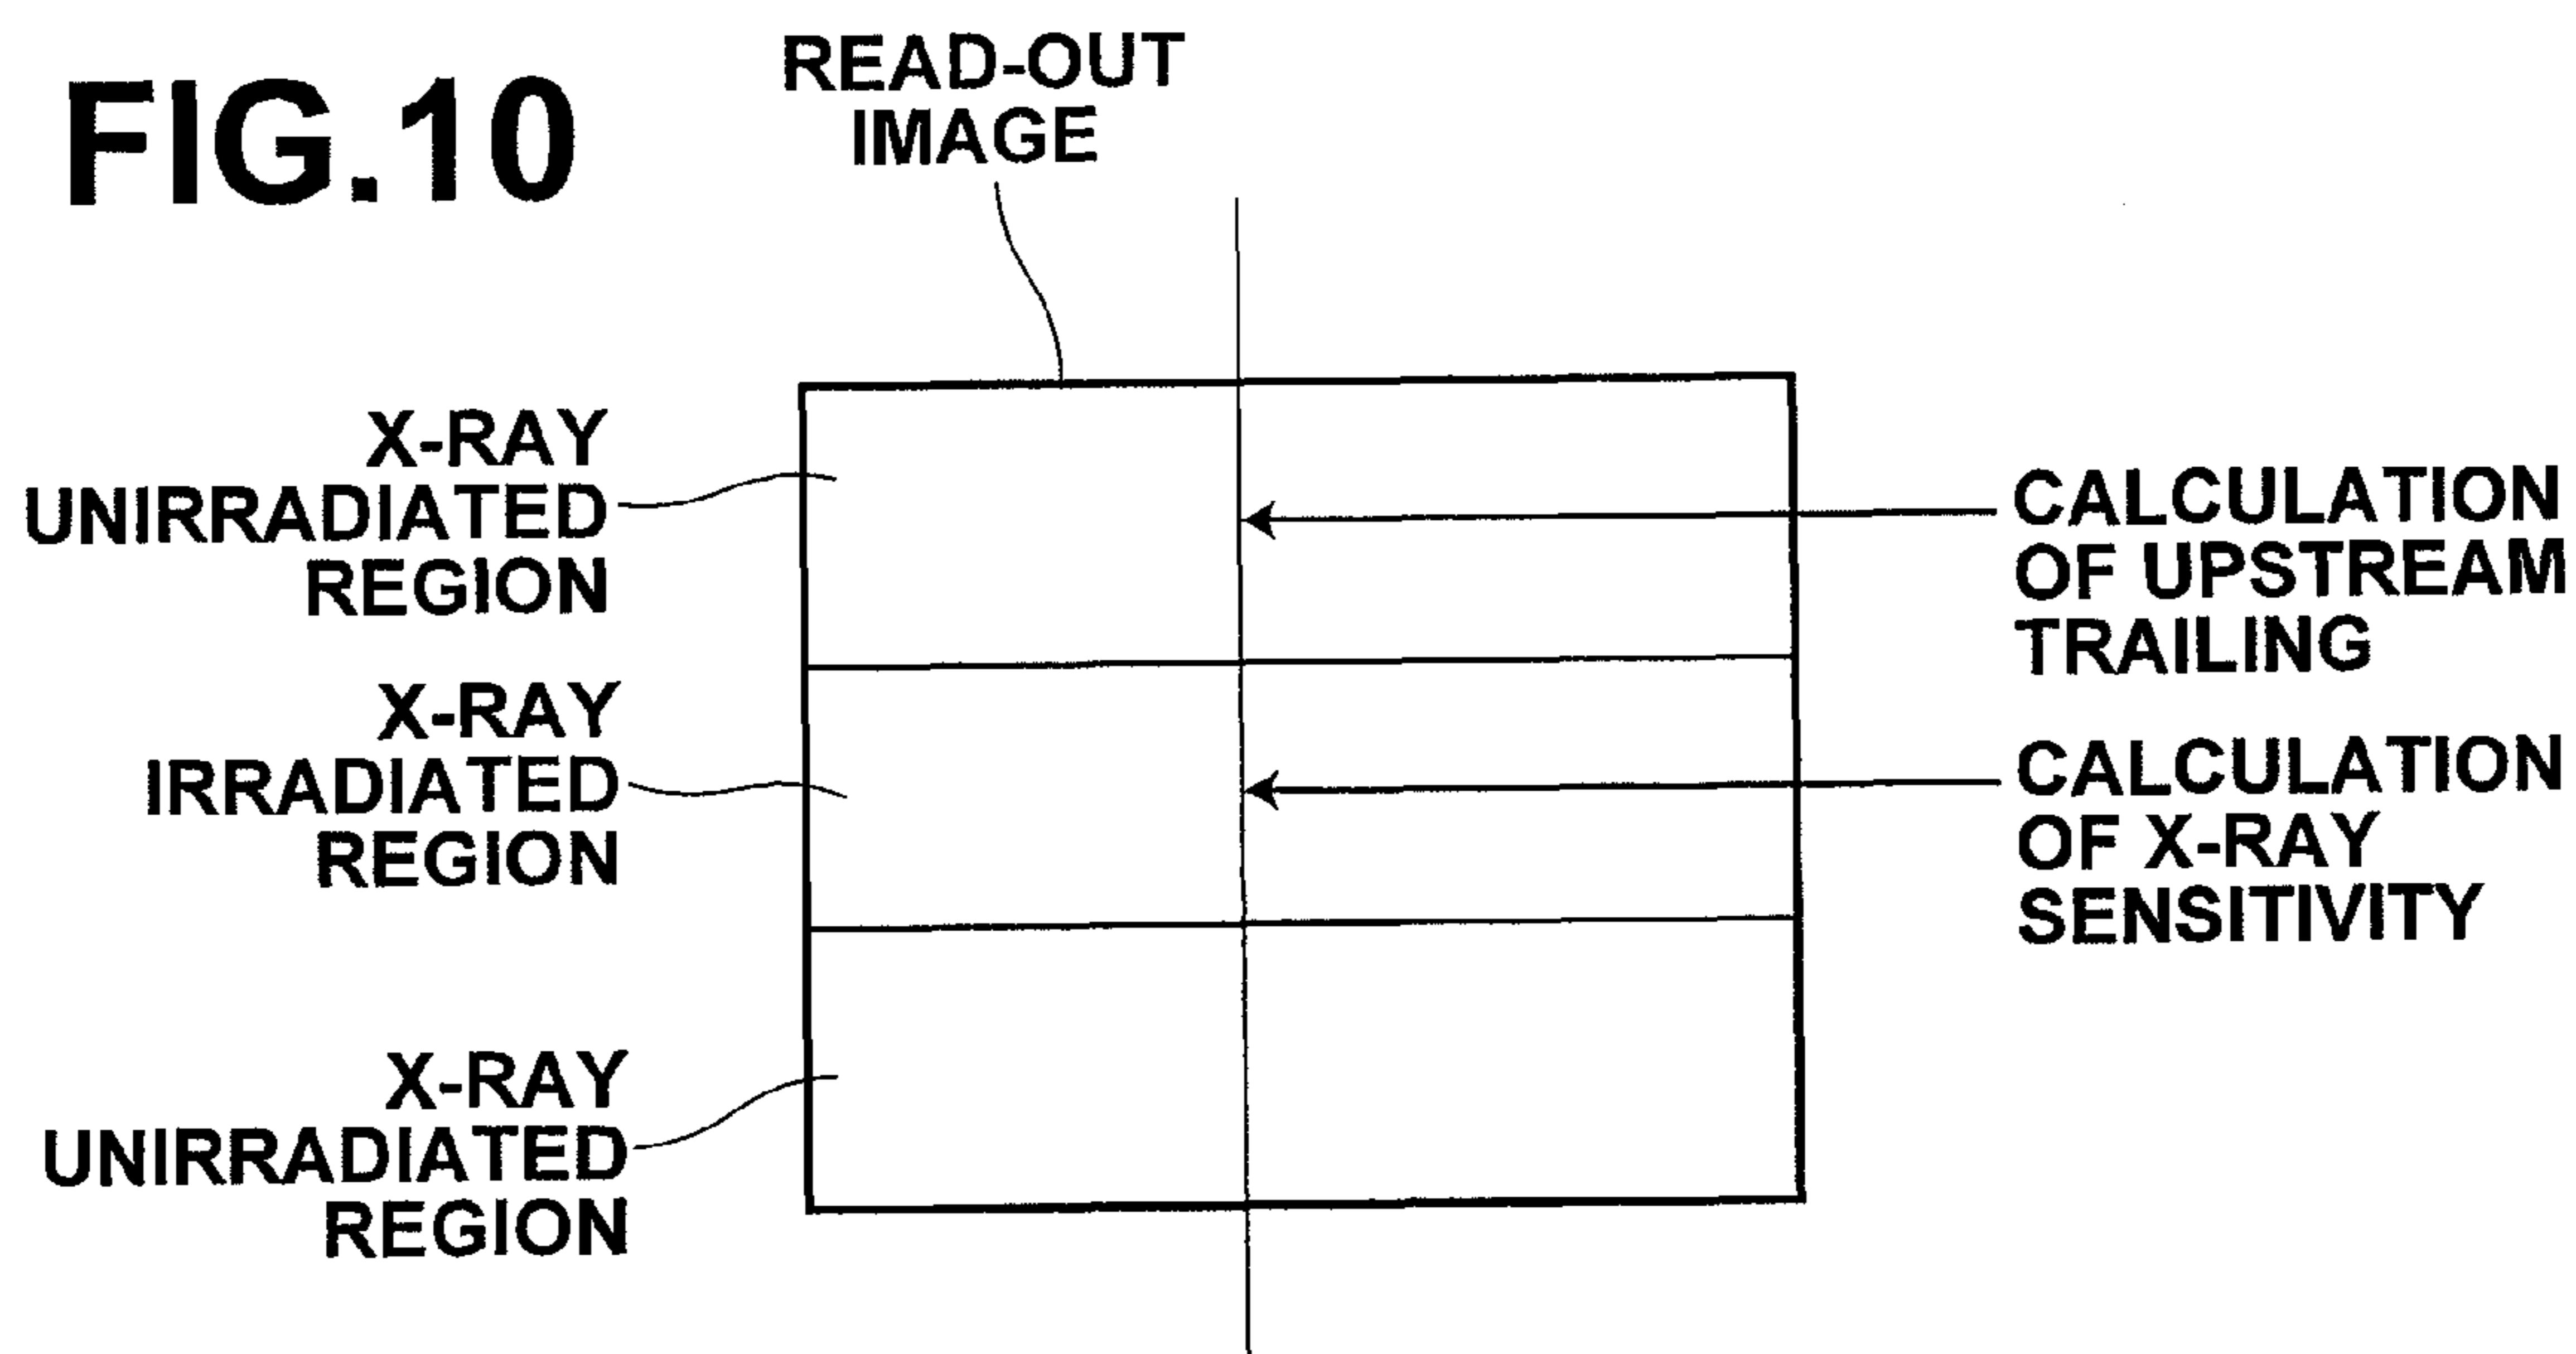 FIG.10
READ-OUT
IMAGE
X-RAY
UNIRRADIATED
REGION
CALCULATION
OF UPSTREAM
TRAILING
X-RAY
IRRADIATED
REGION
CALCULATION
OF X-RAY
SENSITIVITY
X-RAY
UNIRRADIATED
REGION